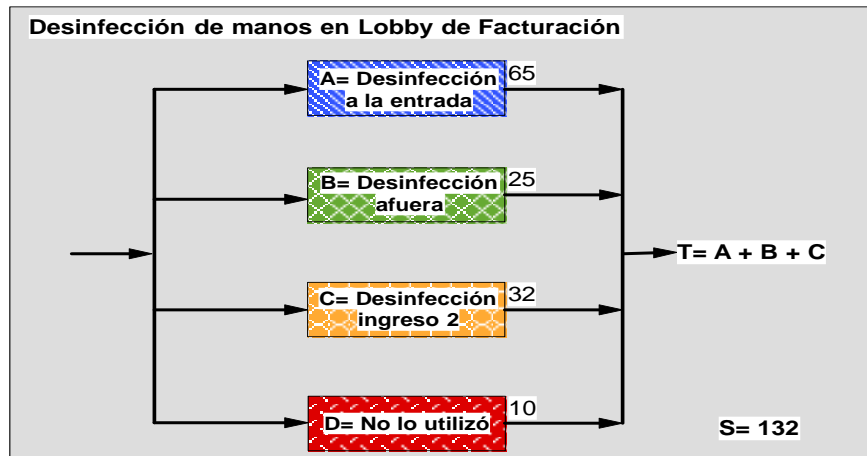 Desinfección de manos en Lobby de Facturación
A= Desinfección
a la entrada
65
B= Desinfección
afuera
25
T= A + B + C
C= Desinfección
ingreso 2
32
D= No lo utilizó
10
S= 132